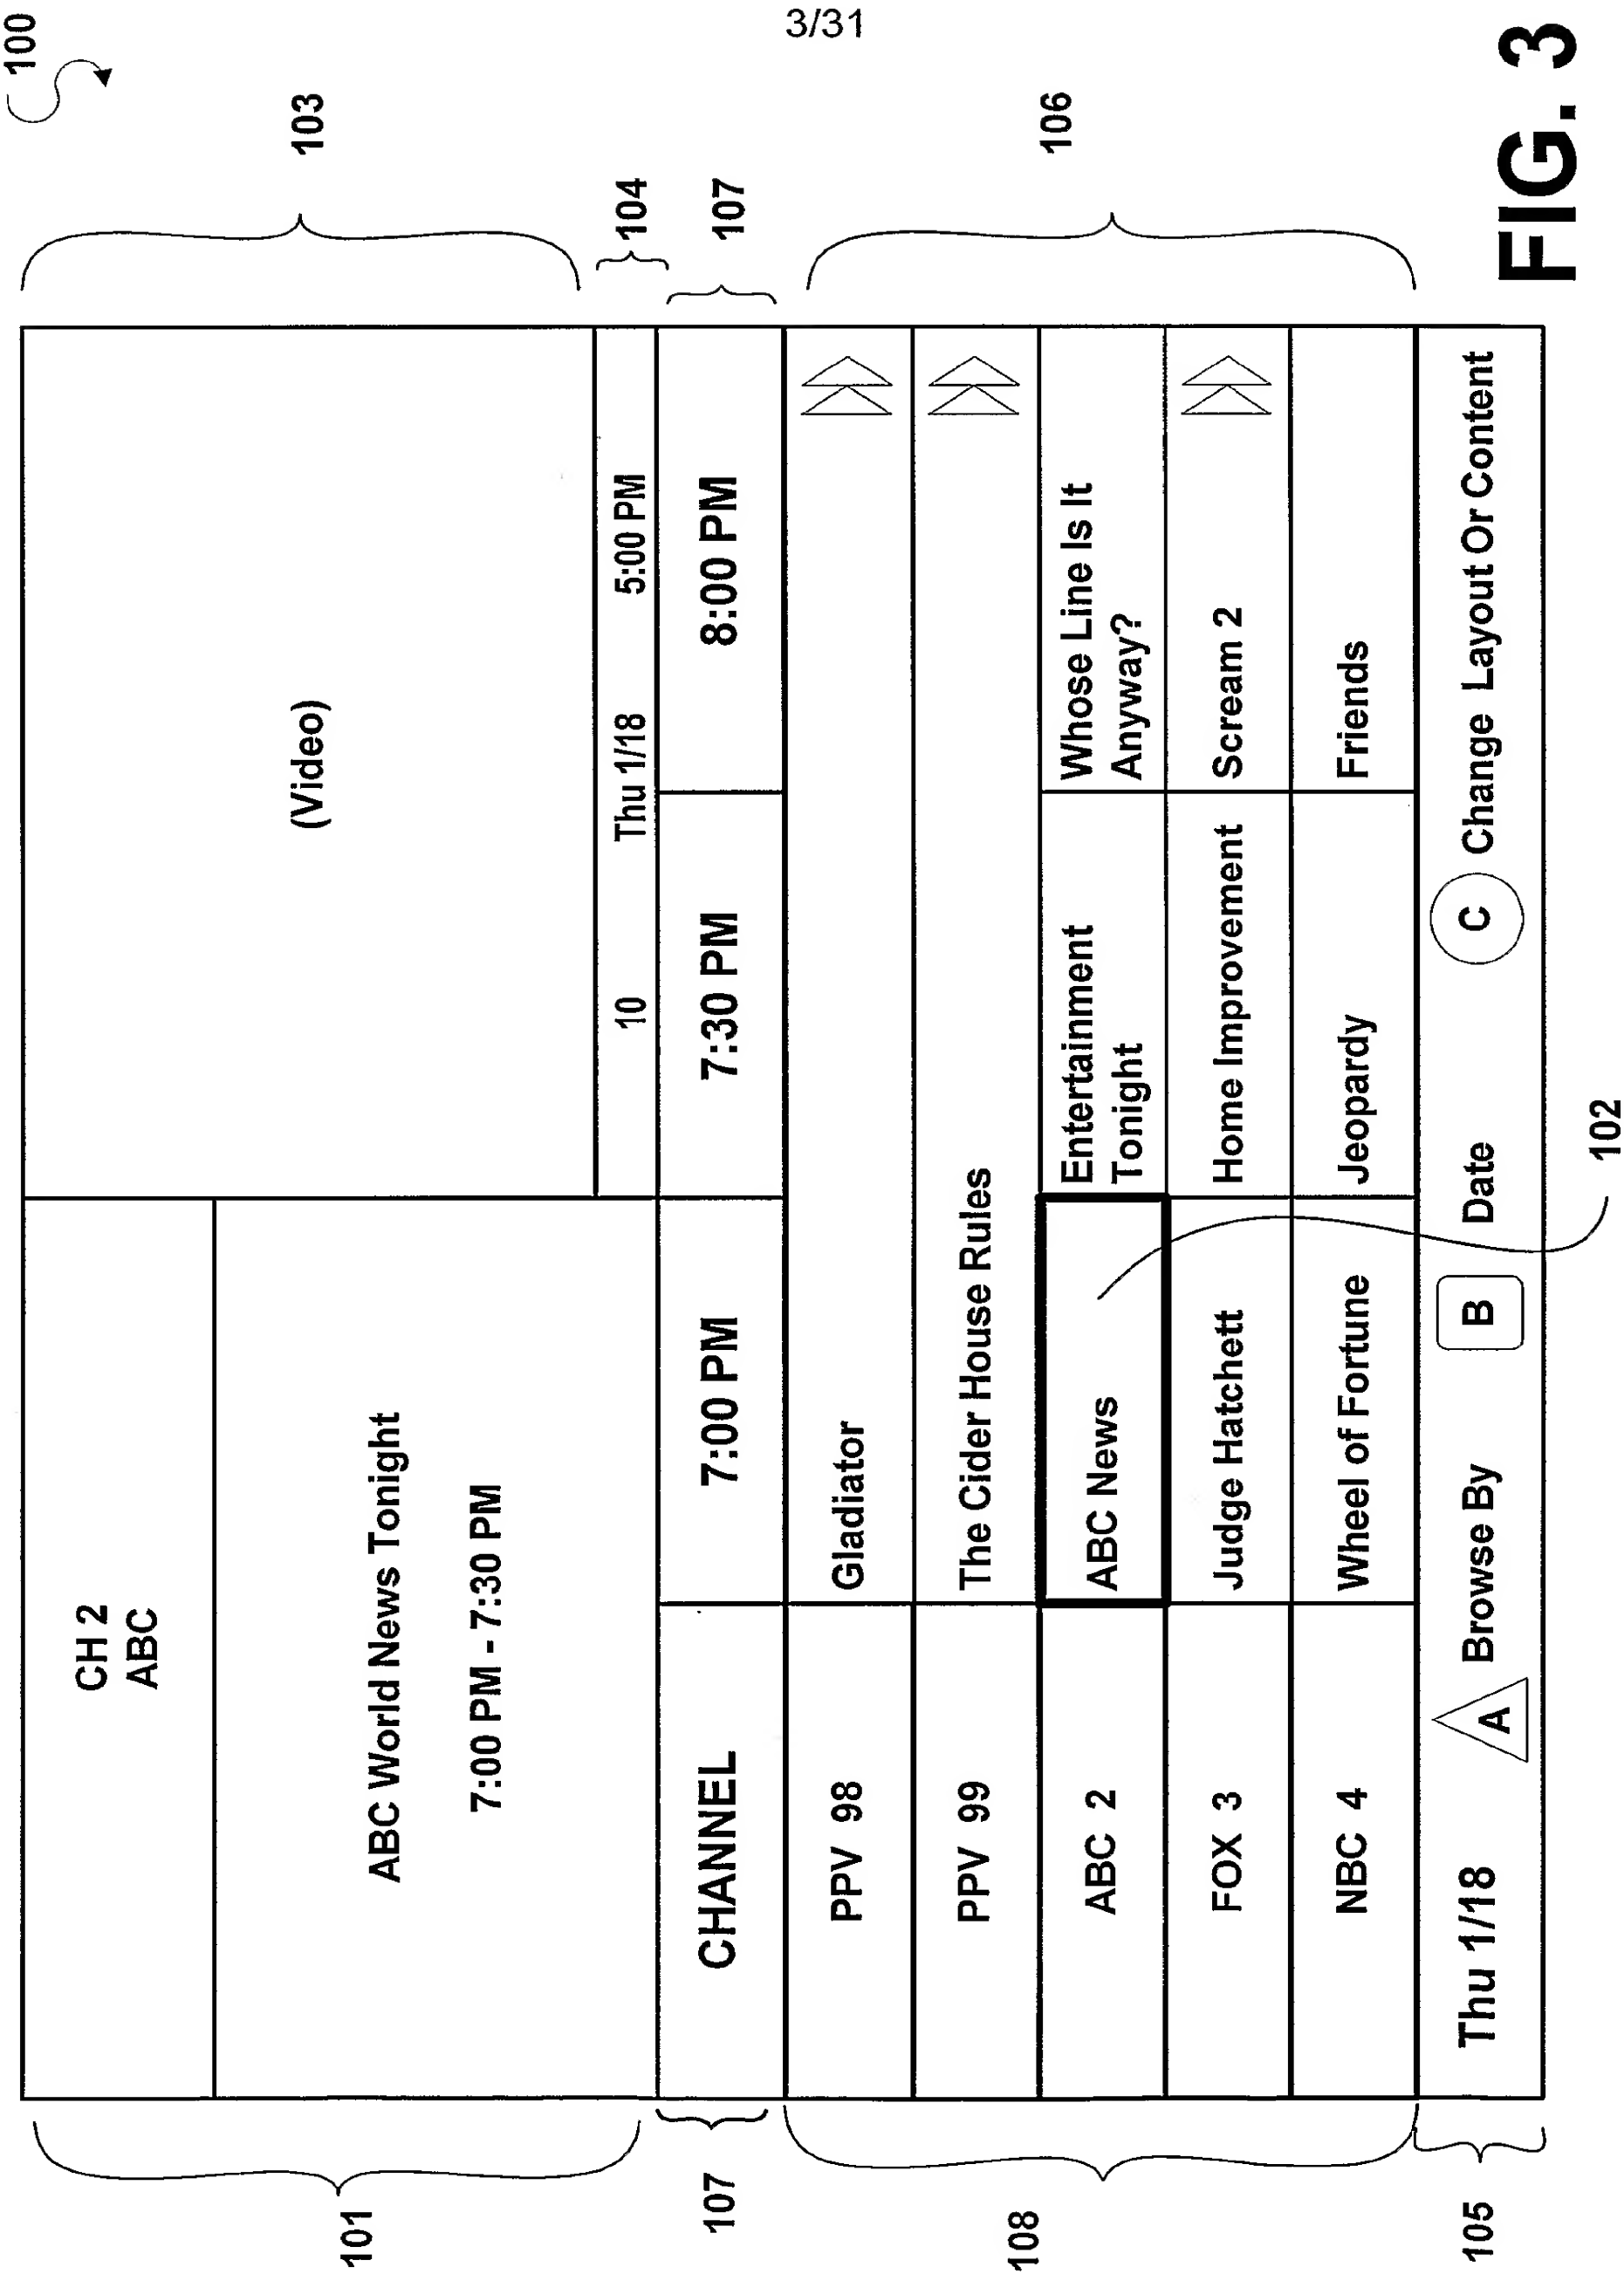 3/31
100
CH 2
ABC
ABC World News Tonight
7:00 PM - 7:30 PM
(Video)
10 Thu 1/18 5:00 PM
CHANNEL 7:00 PM 7:30 PM 8:00 PM
PPV 98 Gladiator
PPV 99 The Cider House Rules
ABC 2 ABC News Entertainment Tonight Whose Line Is It Anyway?
FOX 3 Judge Hatchett Home Improvement Scream 2
NBC 4 Wheel of Fortune Jeopardy Friends
Thu 1/18 A Browse By B Date C Change Layout Or Content
101
107
108
105
103
104
107
106
102
FIG. 3